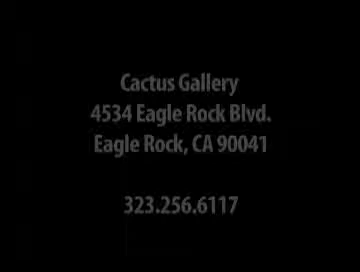 Cactus Gallery
4534 Eagle Rock Blvd.
Eagle Rock, CA 90041
323.256.6117